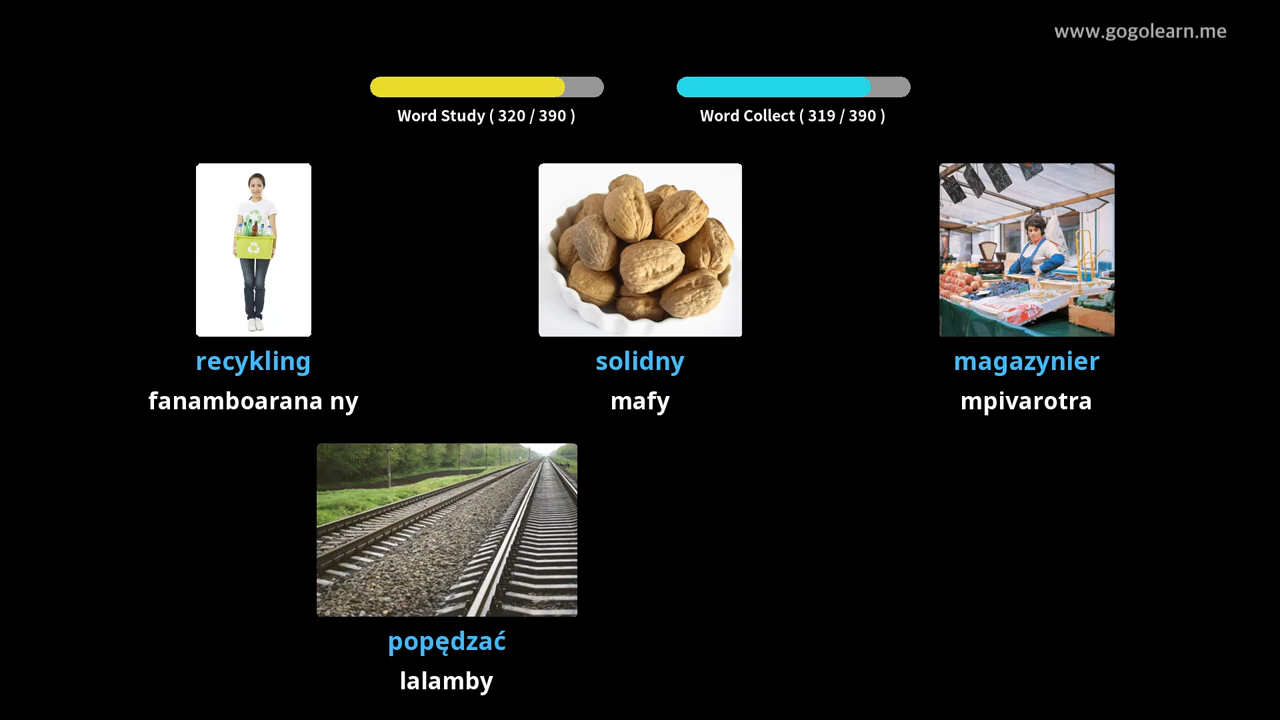 www.gogolearn.me
Word Study ( 320 / 390 )
Word Collect ( 319 / 390 )
recykling
fanamboarana ny
solidny
mafy
magazynier
mpivarotra
popędzać
lalamby